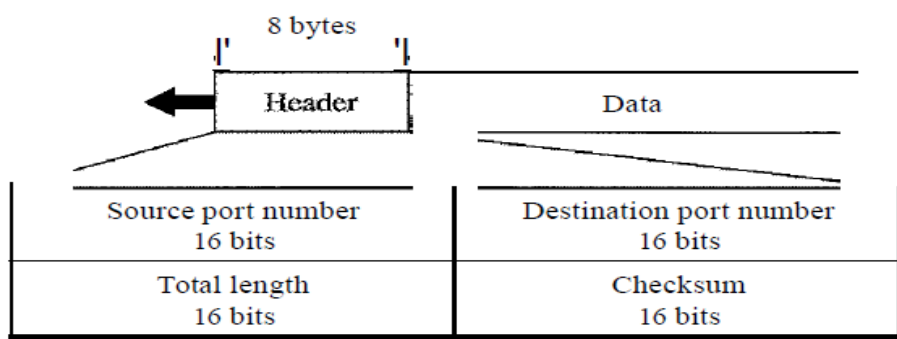 8 bytes
Header
Data
Source port number
16 bits
Destination port number
16 bits
Total length
16 bits
Checksum
16 bits